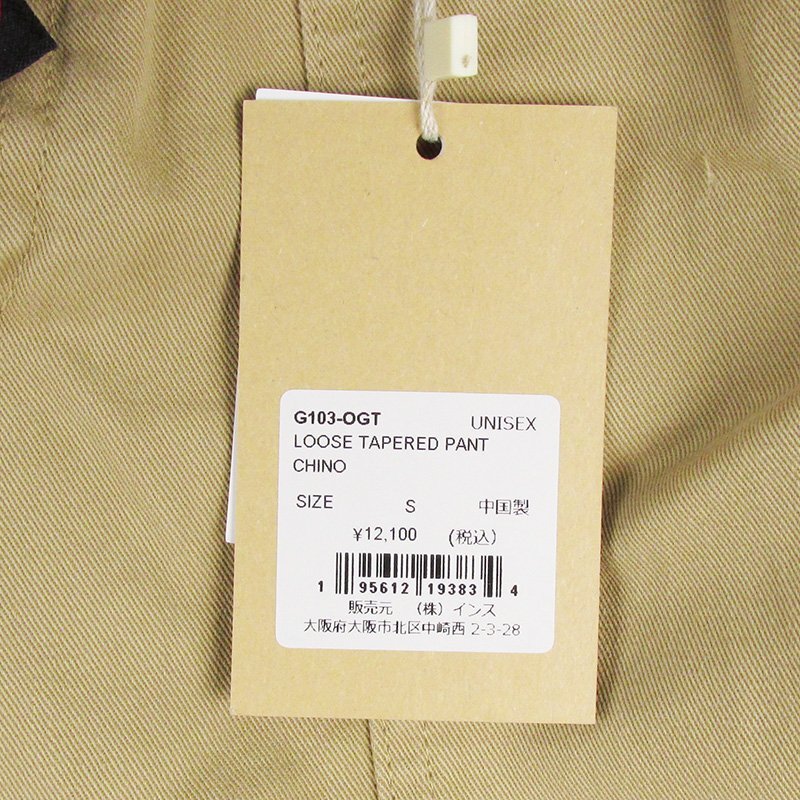 G103-OGT UNISEX
LOOSE TAPERED PANT
CHINO
SIZE S 中国製
¥12,100 (税込)
1 95612 19383 4
販売元 (株) インス
大阪府大阪市北区中崎西 2-3-28